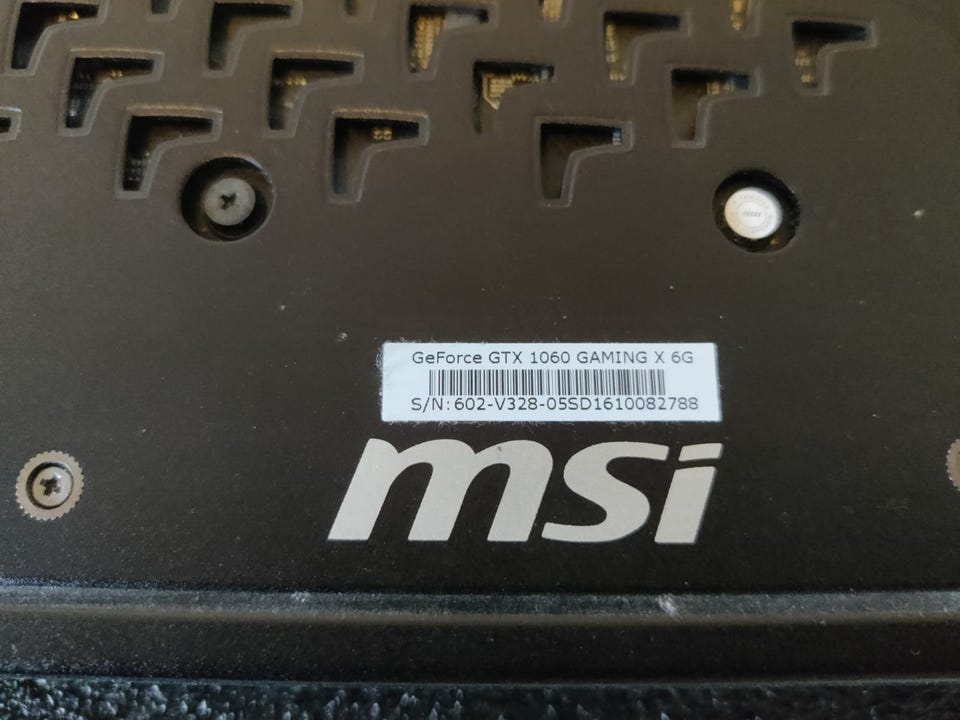 GeForce GTX 1060 GAMING X 6G
S/N:602-V328-05SD1610082788
msi